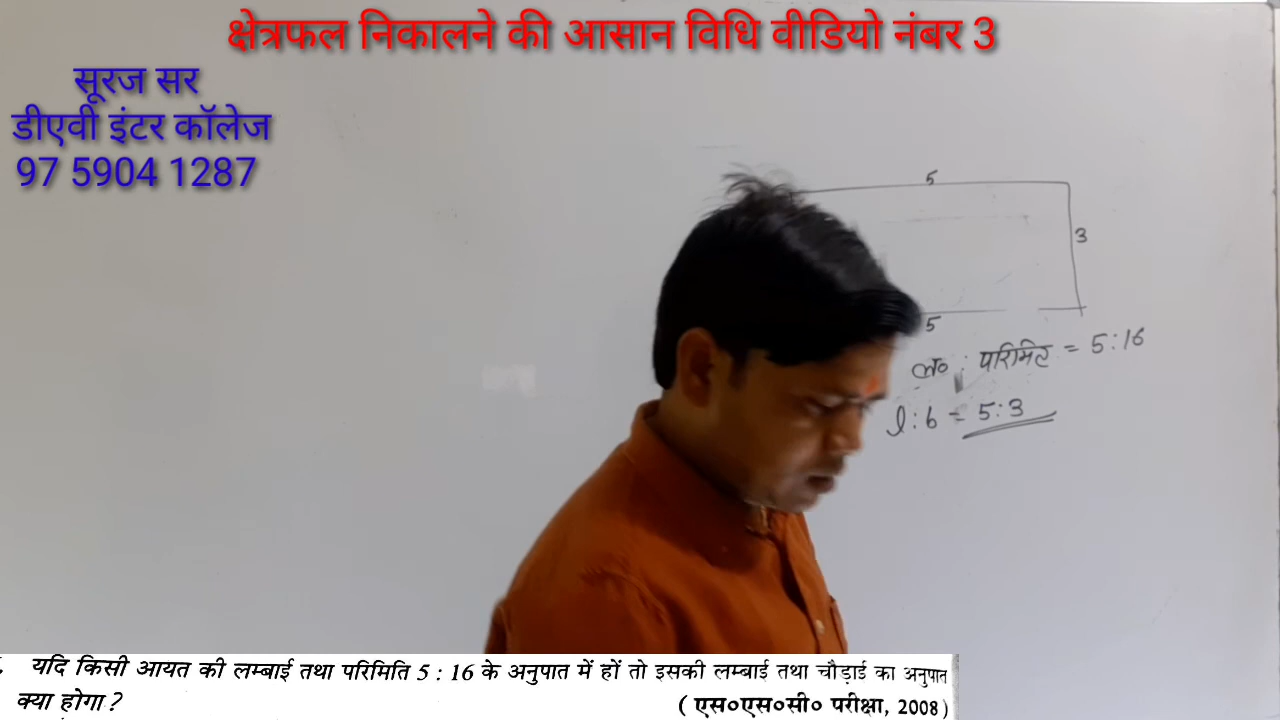 क्षेत्रफल निकालने की आसान विधि वीडियो नंबर 3
सूरज सर
डीएवी इंटर कॉलेज
97 5904 1287
5
3
5
ल० : परिमिट = 5:16
l : b = 5:3
यदि किसी आयत की लम्बाई तथा परिमिति 5 : 16 के अनुपात में हों तो इसकी लम्बाई तथा चौड़ाई का अनुपात
क्या होगा ?
( एस०एस०सी० परीक्षा, 2008 )